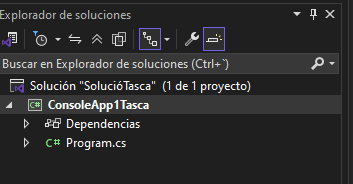 Explorador de soluciones
Buscar en Explorador de soluciones (Ctrl+`)
Solución "SolucióTasca" (1 de 1 proyecto)
C# ConsoleApp1Tasca
Dependencias
C# Program.cs